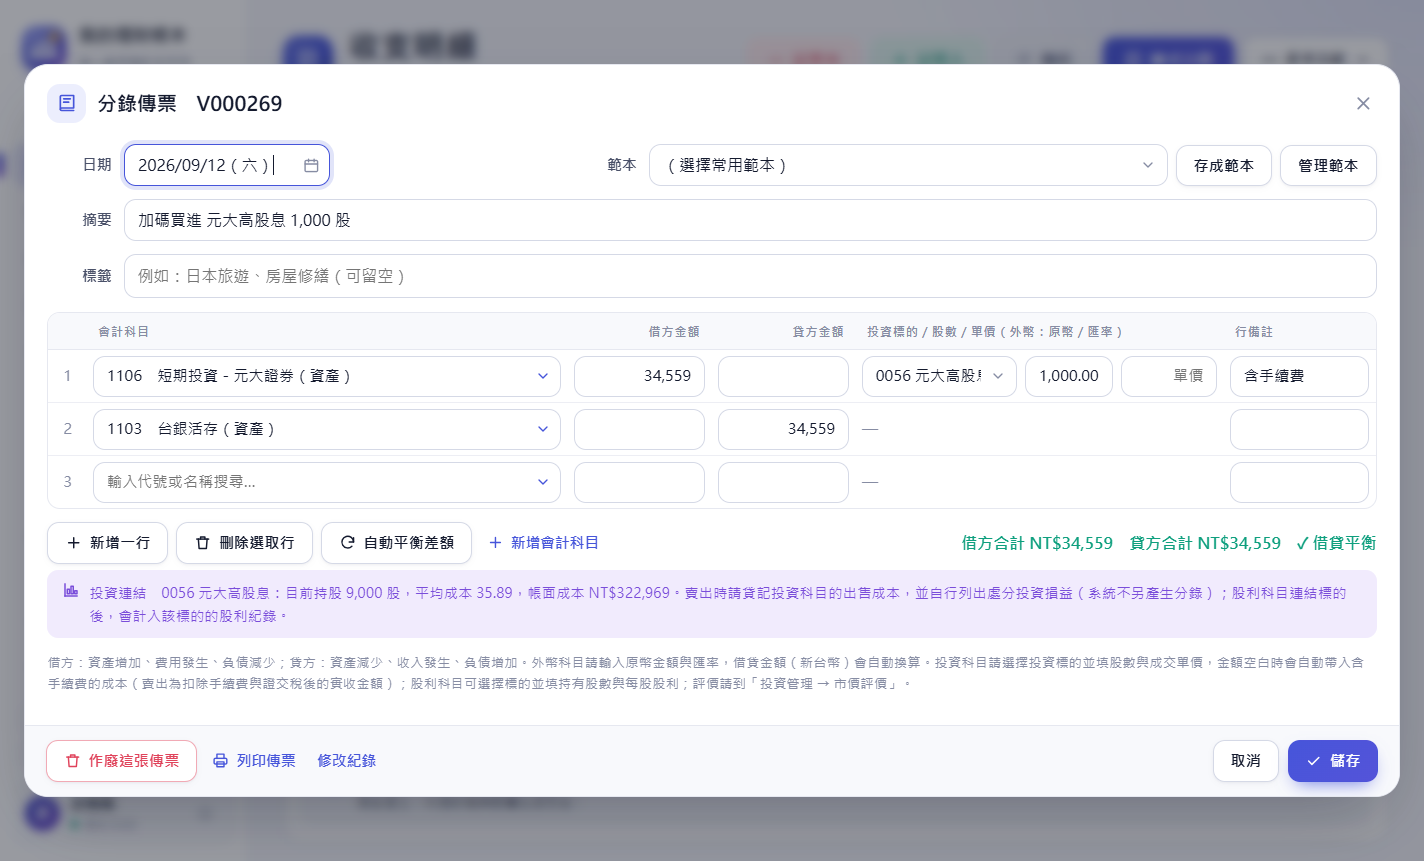 分錄傳票 V000269
日期 2026/09/12 ( 六 ) 範本 ( 選擇常用範本 ) 存成範本 管理範本
摘要 加碼買進 元大高股息 1,000 股
標籤 例如：日本旅遊、房屋修繕 ( 可留空 )
會計科目 借方金額 貸方金額 投資標的 / 股數 / 單價 ( 外幣：原幣 / 匯率 ) 行備註
1 1106 短期投資 - 元大證券 ( 資產 ) 34,559 0056 元大高股 1,000.00 單價 含手續費
2 1103 台銀活存 ( 資產 ) 34,559 —
3 輸入代號或名稱搜尋... —
新增一行 刪除選取行 自動平衡差額 新增會計科目 借方合計 NT$34,559 貸方合計 NT$34,559 ✓ 借貸平衡
投資連結 0056 元大高股息：目前持股 9,000 股，平均成本 35.89，帳面成本 NT$322,969。賣出時請貸記投資科目的出售成本，並自行列出處分投資損益 ( 系統不另產生分錄 )；股利科目連結標的
後，會計入該標的的股利紀錄。
借方：資產增加、費用發生、負債減少；貸方：資產減少、收入發生、負債增加。外幣科目請輸入原幣金額與匯率，借貸金額 ( 新台幣 ) 會自動換算。投資科目請選擇投資標的並填股數與成交單價，金額空白時會自動帶入含
手續費的成本 ( 賣出為扣除手續費與證交稅後的實收金額 )；股利科目可選擇標的並填持有股數與每股股利；評價請到「投資管理 → 市價評價」。
作廢這張傳票 列印傳票 修改紀錄 取消 儲存